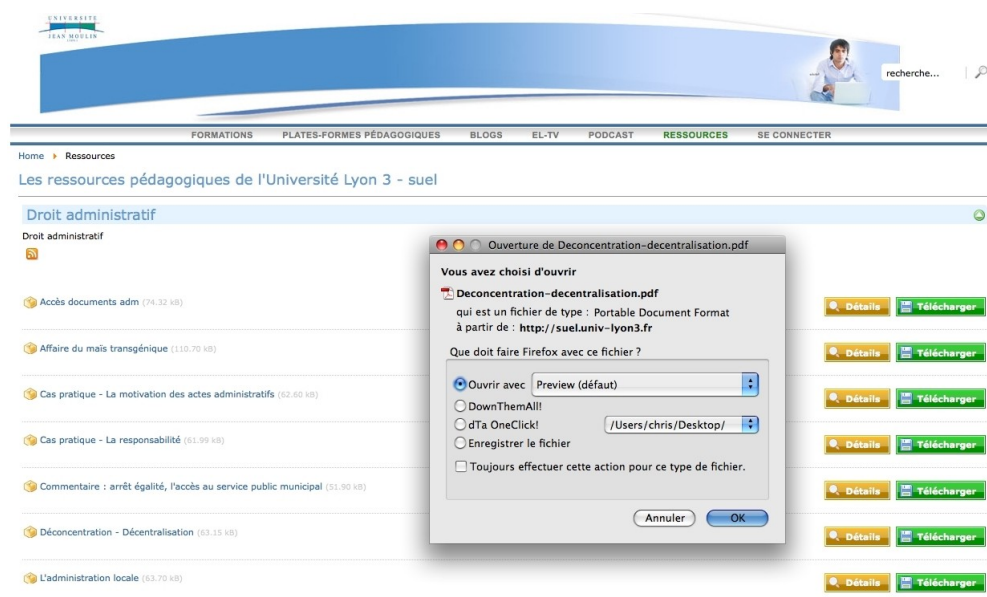 UNIVERSITE
JEAN MOULIN
recherche...
FORMATIONS PLATES-FORMES PÉDAGOGIQUES BLOGS EL-TV PODCAST RESSOURCES SE CONNECTER
Home Ressources
Les ressources pédagogiques de l'Université Lyon 3 - suel
Droit administratif
Droit administratif
Accès documents adm (74.32 kB)
Détails Télécharger
Affaire du maïs transgénique (110.70 kB)
Détails Télécharger
Cas pratique - La motivation des actes administratifs (62.60 kB)
Détails Télécharger
Cas pratique - La responsabilité (61.99 kB)
Détails Télécharger
Commentaire : arrêt égalité, l'accès au service public municipal (51.90 kB)
Détails Télécharger
Déconcentration - Décentralisation (63.15 kB)
Détails Télécharger
L'administration locale (63.70 kB)
Détails Télécharger
Ouverture de Deconcentration-decentralisation.pdf
Vous avez choisi d'ouvrir
Deconcentration-decentralisation.pdf
qui est un fichier de type : Portable Document Format
à partir de : http://suel.univ-lyon3.fr
Que doit faire Firefox avec ce fichier ?
Ouvrir avec Preview (défaut)
DownThemAll!
dTa OneClick! /Users/chris/Desktop/
Enregistrer le fichier
Toujours effectuer cette action pour ce type de fichier.
Annuler OK